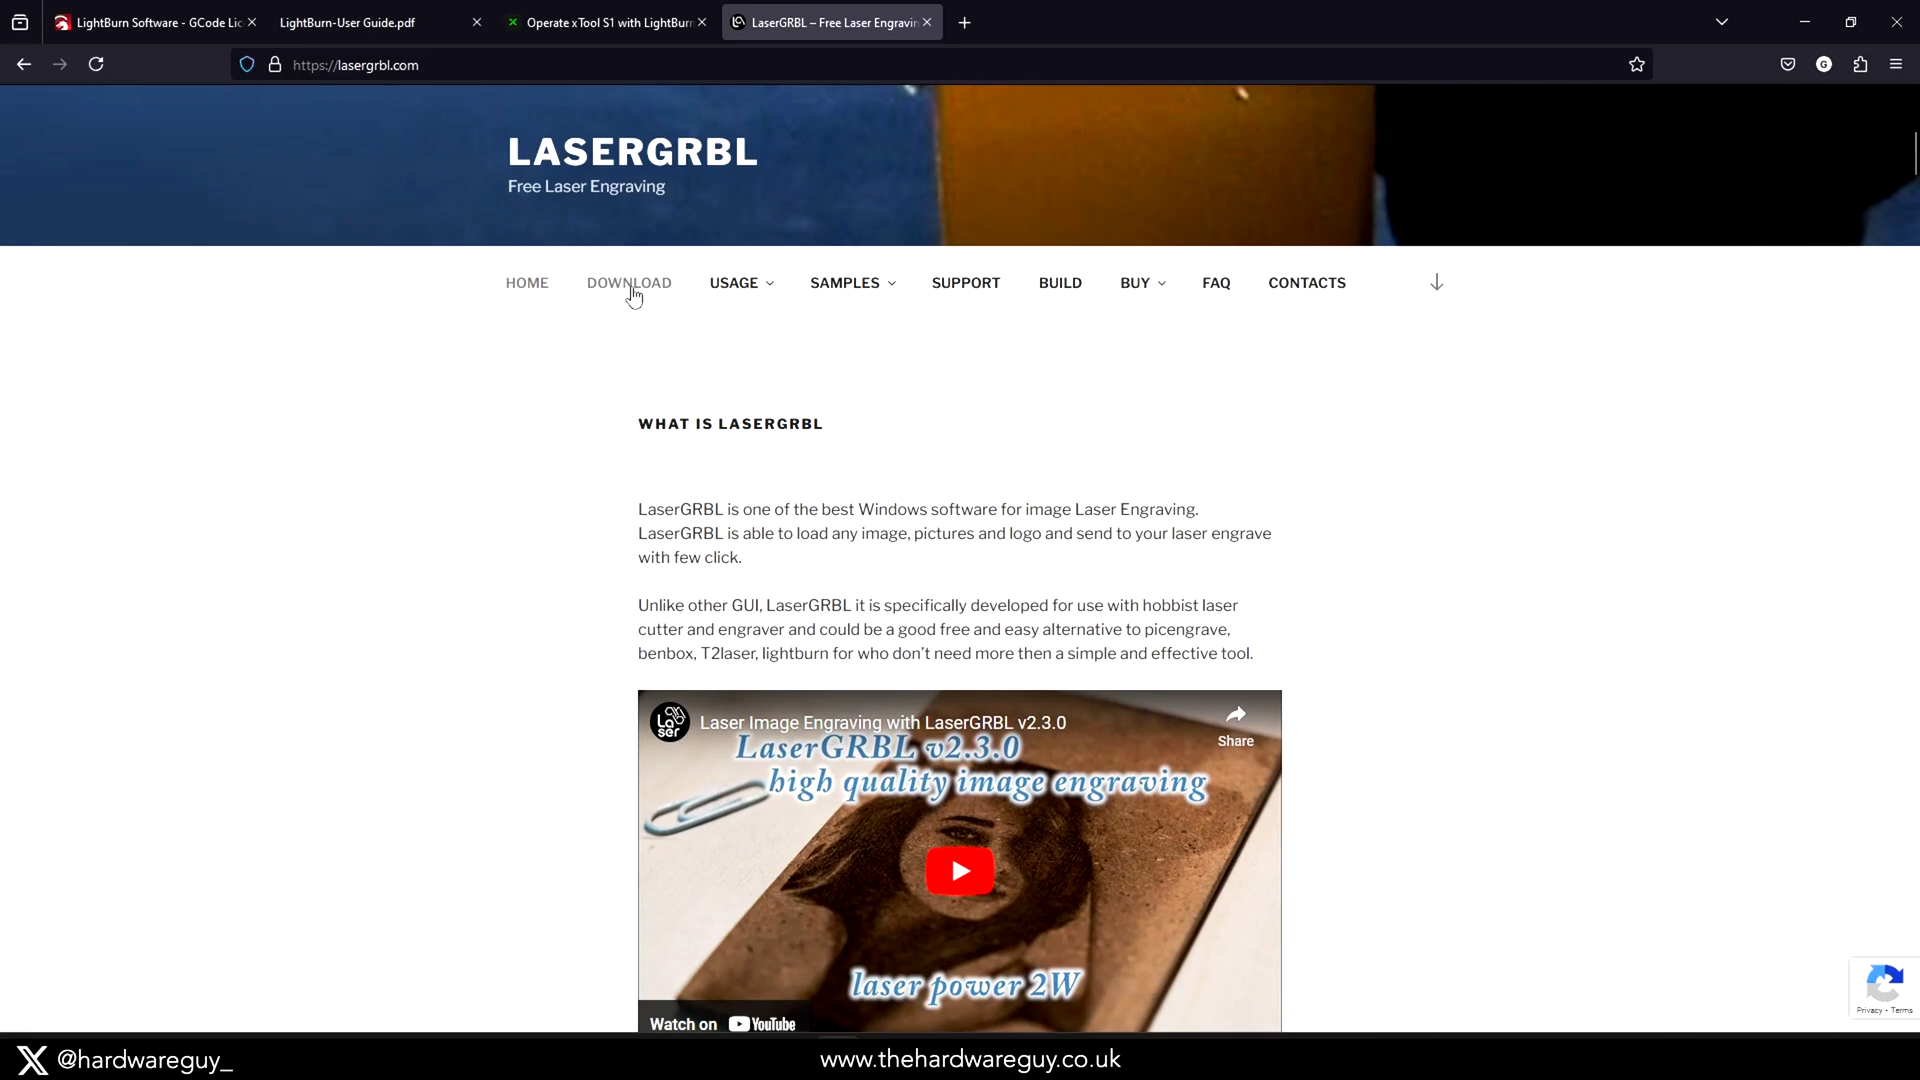 LightBurn Software - GCode Lic
LightBurn-User Guide.pdf
Operate xTool S1 with LightBurn
LaserGRBL – Free Laser Engravin
https://lasergrbl.com
G
LASERGRBL
Free Laser Engraving
HOME DOWNLOAD USAGE SAMPLES SUPPORT BUILD BUY FAQ CONTACTS
WHAT IS LASERGRBL
LaserGRBL is one of the best Windows software for image Laser Engraving.
LaserGRBL is able to load any image, pictures and logo and send to your laser engrave
with few click.
Unlike other GUI, LaserGRBL it is specifically developed for use with hobbist laser
cutter and engraver and could be a good free and easy alternative to picengrave,
benbox, T2laser, lightburn for who don’t need more then a simple and effective tool.
Laser Image Engraving with LaserGRBL v2.3.0
Share
LaserGRBL v2.3.0
high quality image engraving
laser power 2W
Watch on YouTube
Privacy - Terms
@hardwareguy_
www.thehardwareguy.co.uk